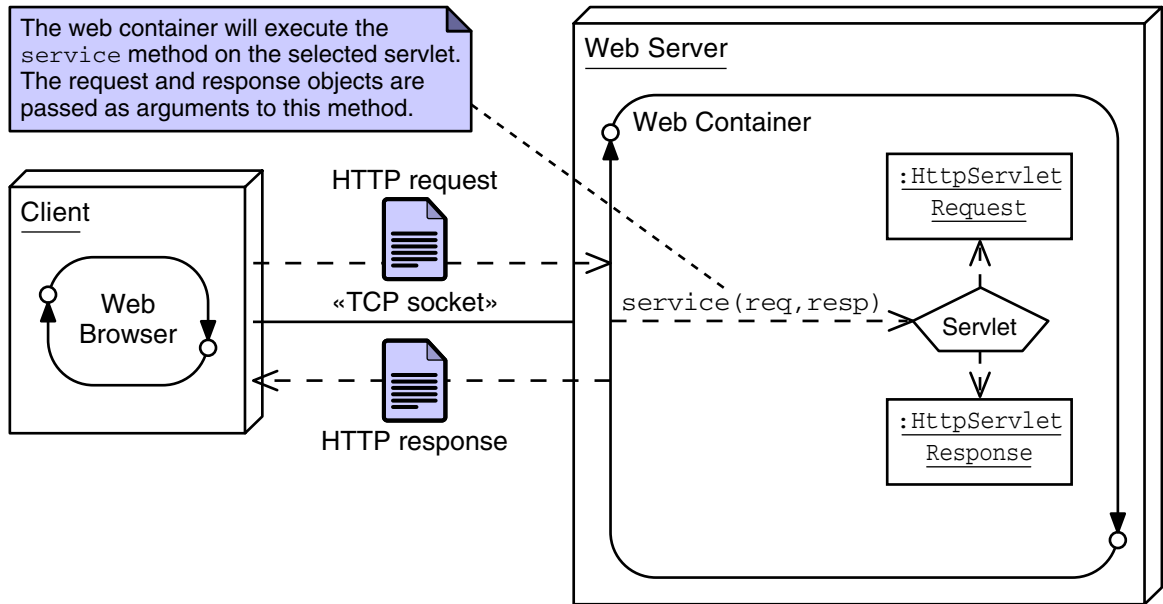 The web container will execute the
service method on the selected servlet.
The request and response objects are
passed as arguments to this method.
Web Server
Web Container
HTTP request
:HttpServlet
Request
Client
Web
Browser
«TCP socket»
service(req,resp)
Servlet
HTTP response
:HttpServlet
Response